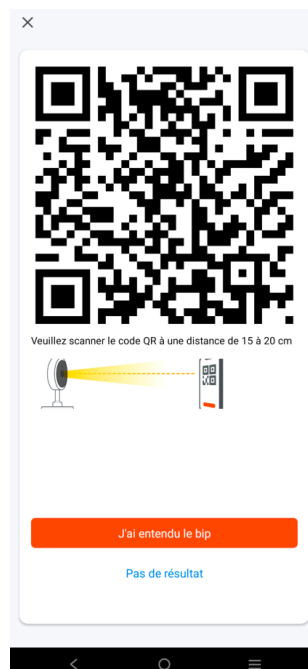 Veuillez scanner le code QR à une distance de 15 à 20 cm
J'ai entendu le bip
Pas de résultat